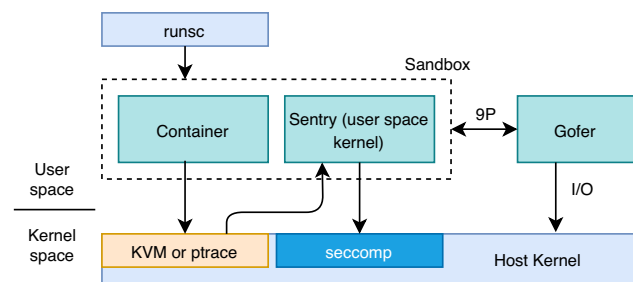 runsc
Sandbox
Container
Sentry (user space
kernel)
9P
Gofer
User
space
I/O
Kernel
space
KVM or ptrace
seccomp
Host Kernel